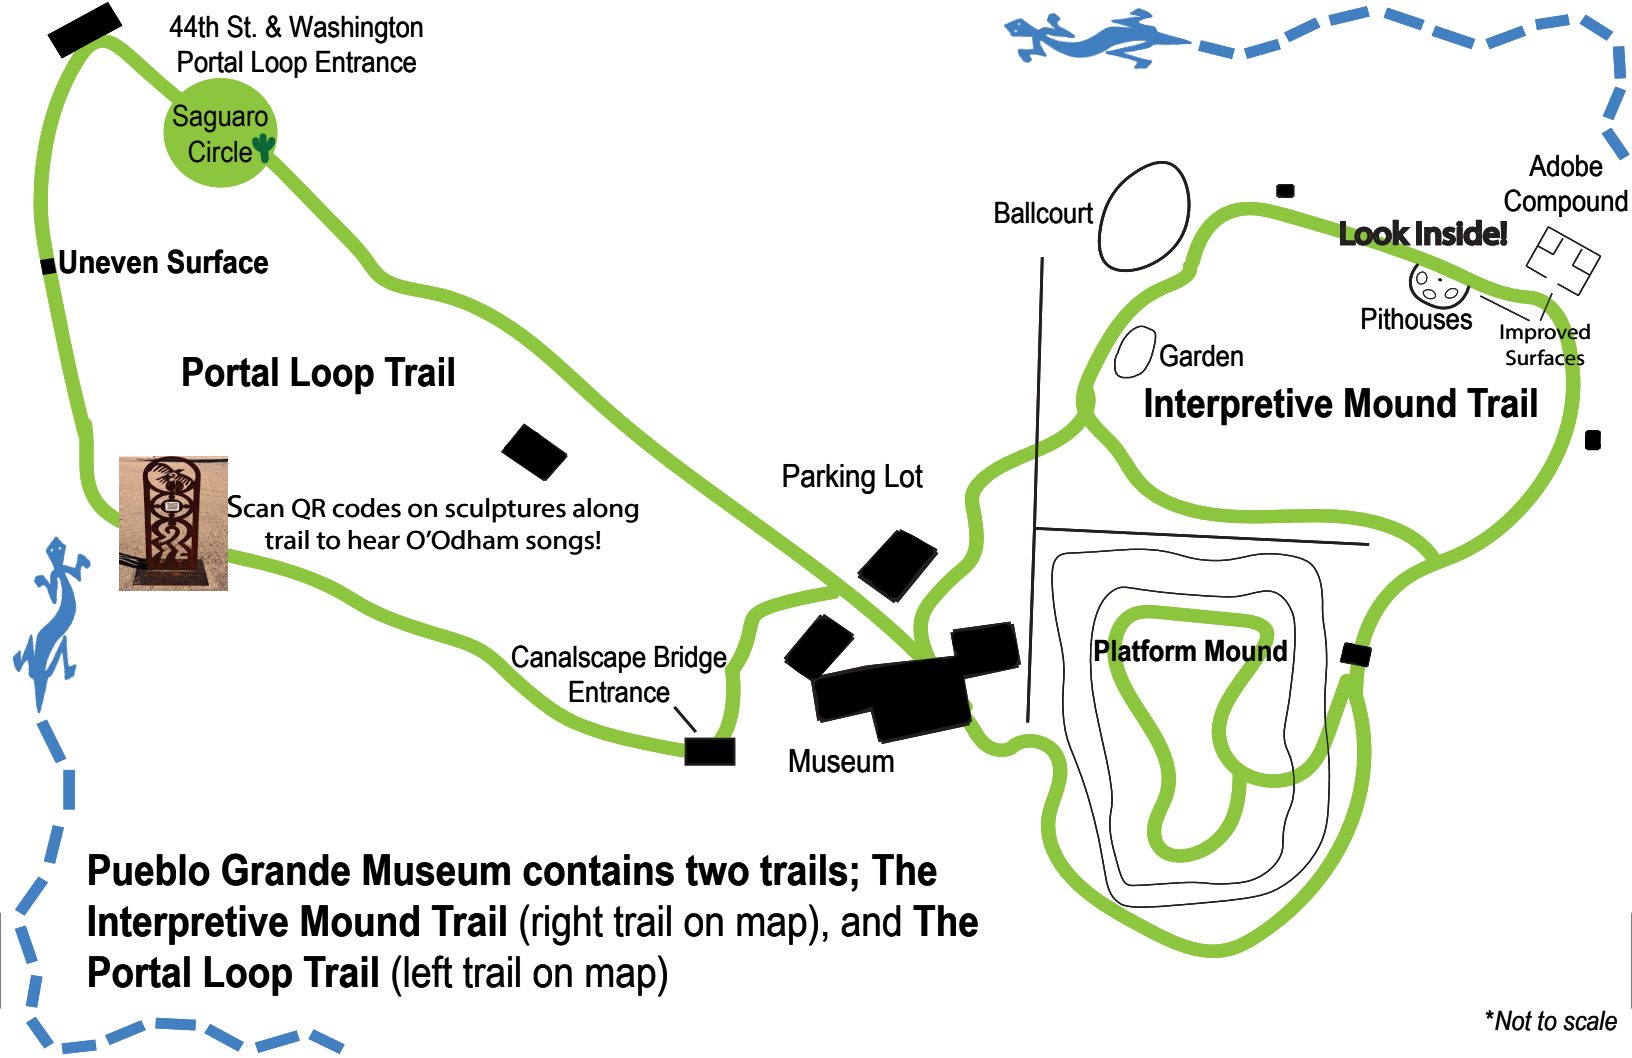 44th St. & Washington
Portal Loop Entrance
Saguaro
Circle
Uneven Surface
Portal Loop Trail
Scan QR codes on sculptures along
trail to hear O'Odham songs!
Canalscape Bridge
Entrance
Parking Lot
Museum
Ballcourt
Garden
Look Inside!
Pithouses
Adobe
Compound
Improved
Surfaces
Interpretive Mound Trail
Platform Mound
Pueblo Grande Museum contains two trails; The
Interpretive Mound Trail (right trail on map), and The
Portal Loop Trail (left trail on map)
*Not to scale